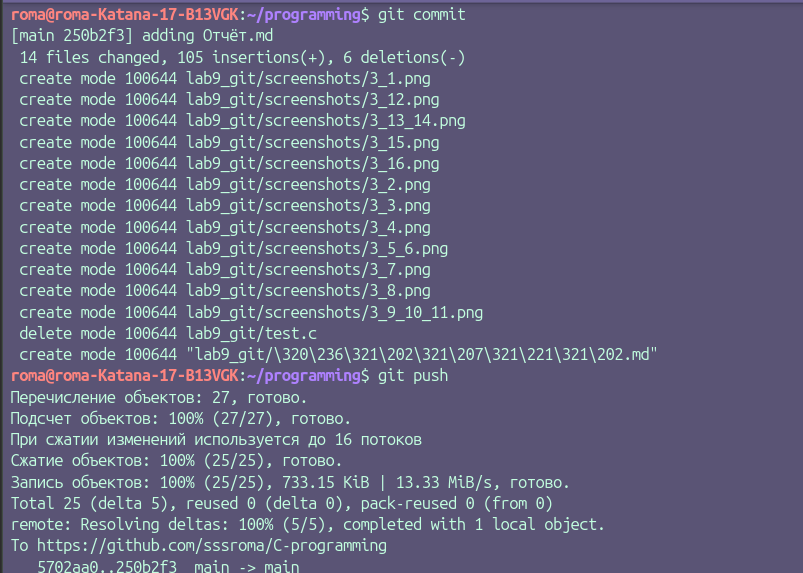 roma@roma-Katana-17-B13VGK:~/programming$ git commit
[main 250b2f3] adding Отчёт.md
 14 files changed, 105 insertions(+), 6 deletions(-)
 create mode 100644 lab9_git/screenshots/3_1.png
 create mode 100644 lab9_git/screenshots/3_12.png
 create mode 100644 lab9_git/screenshots/3_13_14.png
 create mode 100644 lab9_git/screenshots/3_15.png
 create mode 100644 lab9_git/screenshots/3_16.png
 create mode 100644 lab9_git/screenshots/3_2.png
 create mode 100644 lab9_git/screenshots/3_3.png
 create mode 100644 lab9_git/screenshots/3_4.png
 create mode 100644 lab9_git/screenshots/3_5_6.png
 create mode 100644 lab9_git/screenshots/3_7.png
 create mode 100644 lab9_git/screenshots/3_8.png
 create mode 100644 lab9_git/screenshots/3_9_10_11.png
 delete mode 100644 lab9_git/test.c
 create mode 100644 "lab9_git/\320\236\321\202\321\207\321\221\321\202.md"
roma@roma-Katana-17-B13VGK:~/programming$ git push
Перечисление объектов: 27, готово.
Подсчет объектов: 100% (27/27), готово.
При сжатии изменений используется до 16 потоков
Сжатие объектов: 100% (25/25), готово.
Запись объектов: 100% (25/25), 733.15 KiB | 13.33 MiB/s, готово.
Total 25 (delta 5), reused 0 (delta 0), pack-reused 0 (from 0)
remote: Resolving deltas: 100% (5/5), completed with 1 local object.
To https://github.com/sssroma/C-programming
   5702aa0..250b2f3  main -> main